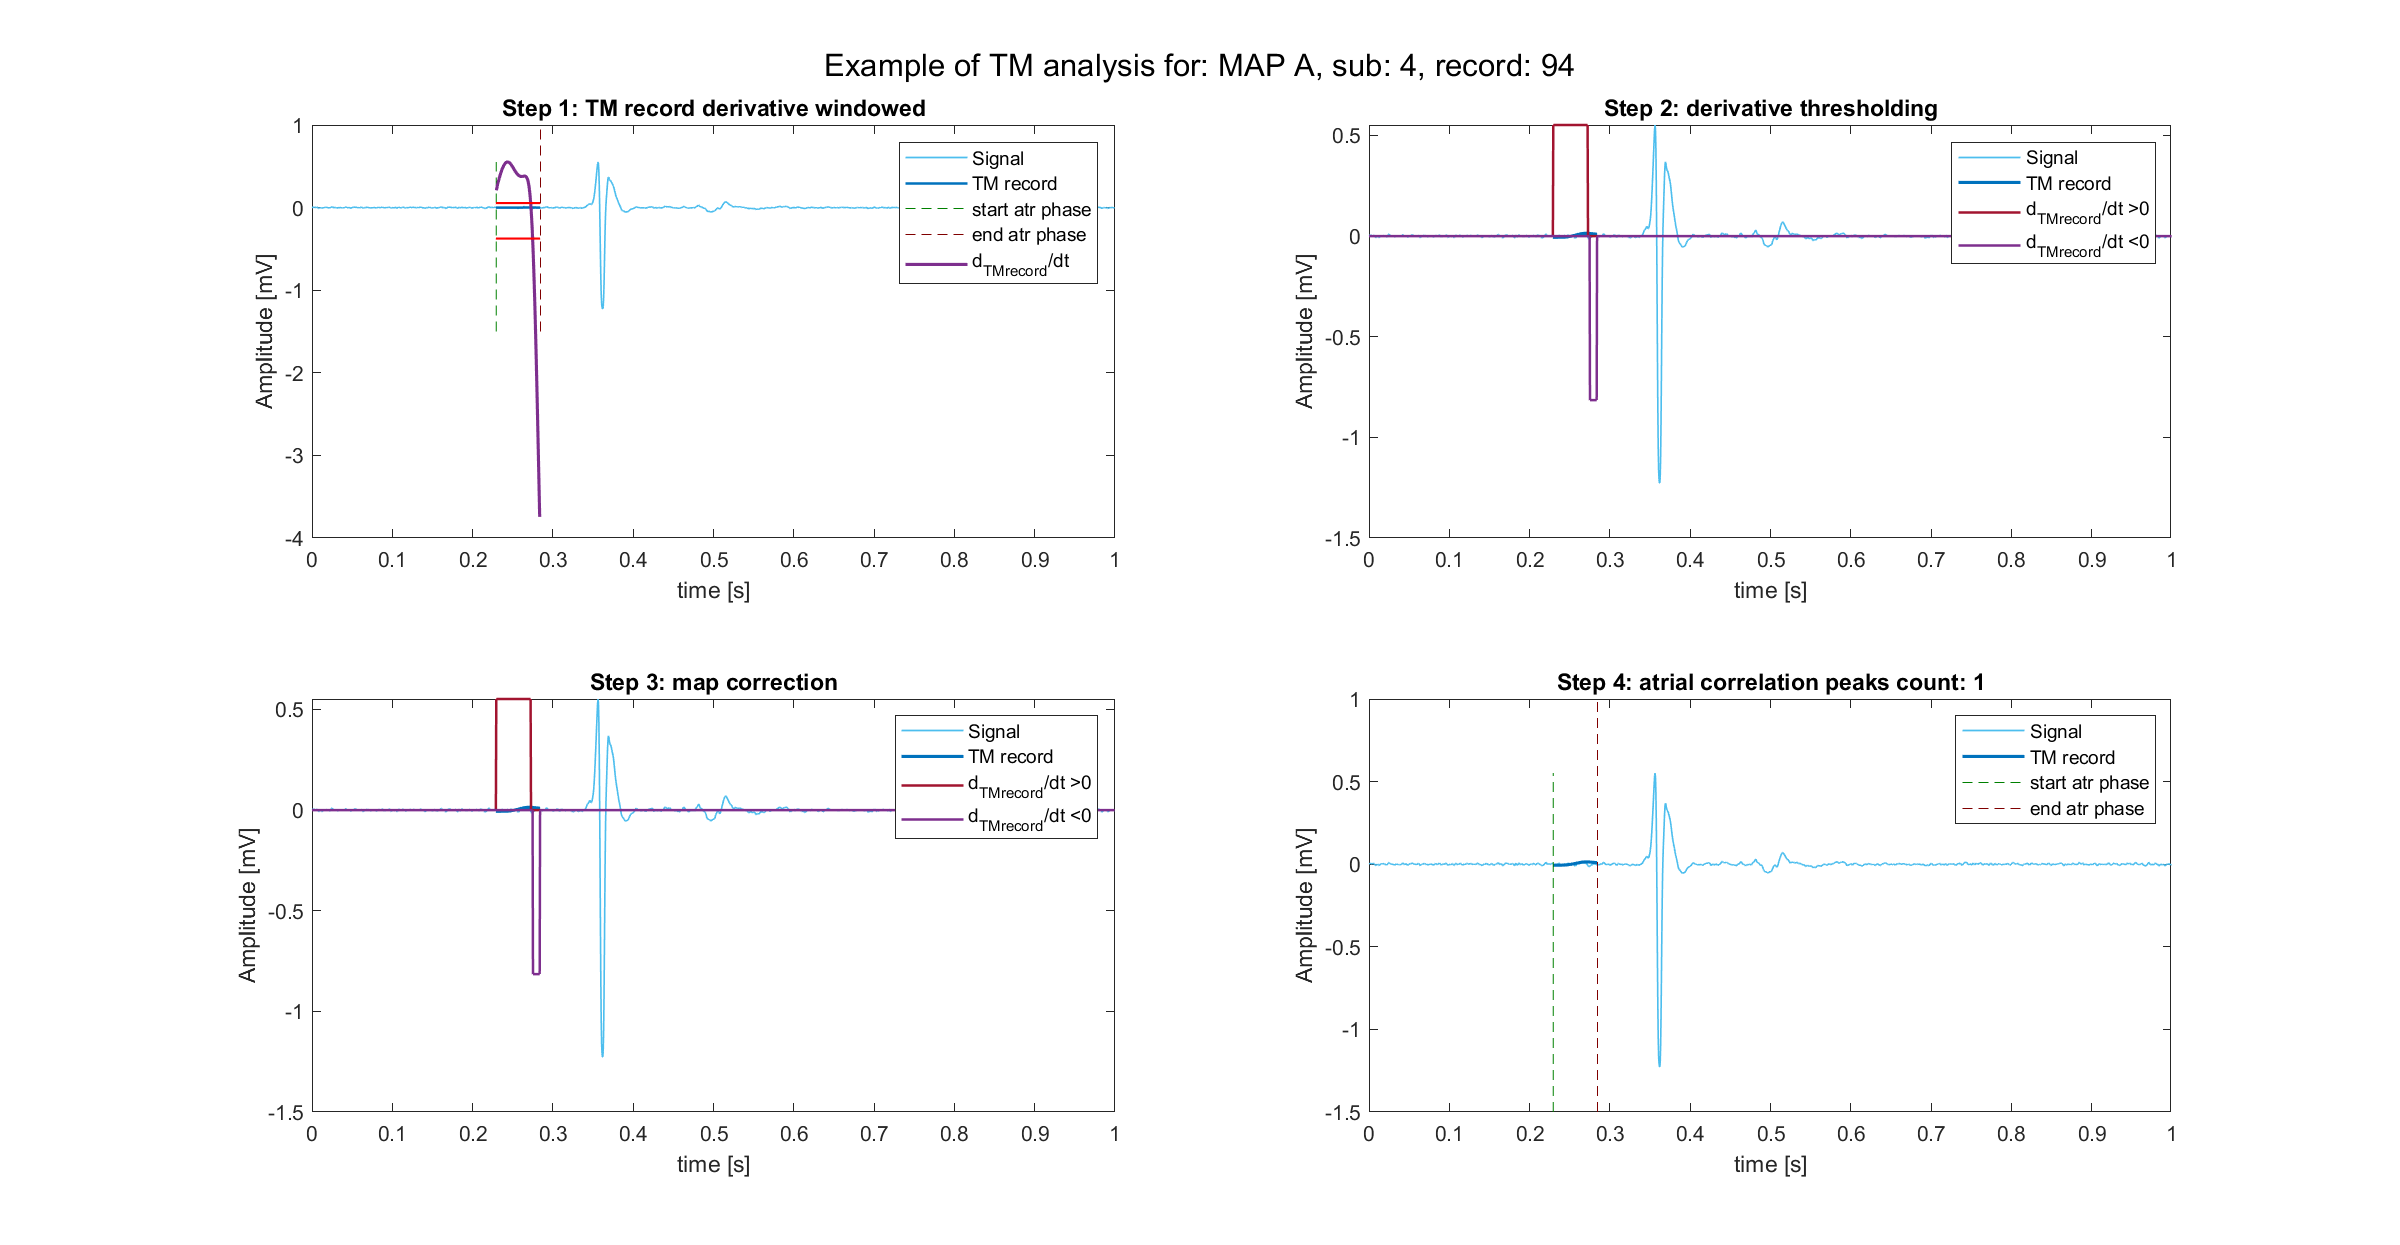 Example of TM analysis for: MAP A, sub: 4, record: 94
Step 1: TM record derivative windowed
1
0
-1
-2
-3
-4
Amplitude [mV]
Signal
TM record
start atr phase
end atr phase
dTMrecord/dt
0 0.1 0.2 0.3 0.4 0.5 0.6 0.7 0.8 0.9 1
time [s]
Step 2: derivative thresholding
0.5
0
-0.5
-1
-1.5
Amplitude [mV]
Signal
TM record
dTMrecord/dt >0
dTMrecord/dt <0
0 0.1 0.2 0.3 0.4 0.5 0.6 0.7 0.8 0.9 1
time [s]
Step 3: map correction
0.5
0
-0.5
-1
-1.5
Amplitude [mV]
Signal
TM record
dTMrecord/dt >0
dTMrecord/dt <0
0 0.1 0.2 0.3 0.4 0.5 0.6 0.7 0.8 0.9 1
time [s]
Step 4: atrial correlation peaks count: 1
1
0.5
0
-0.5
-1
-1.5
Amplitude [mV]
Signal
TM record
start atr phase
end atr phase
0 0.1 0.2 0.3 0.4 0.5 0.6 0.7 0.8 0.9 1
time [s]